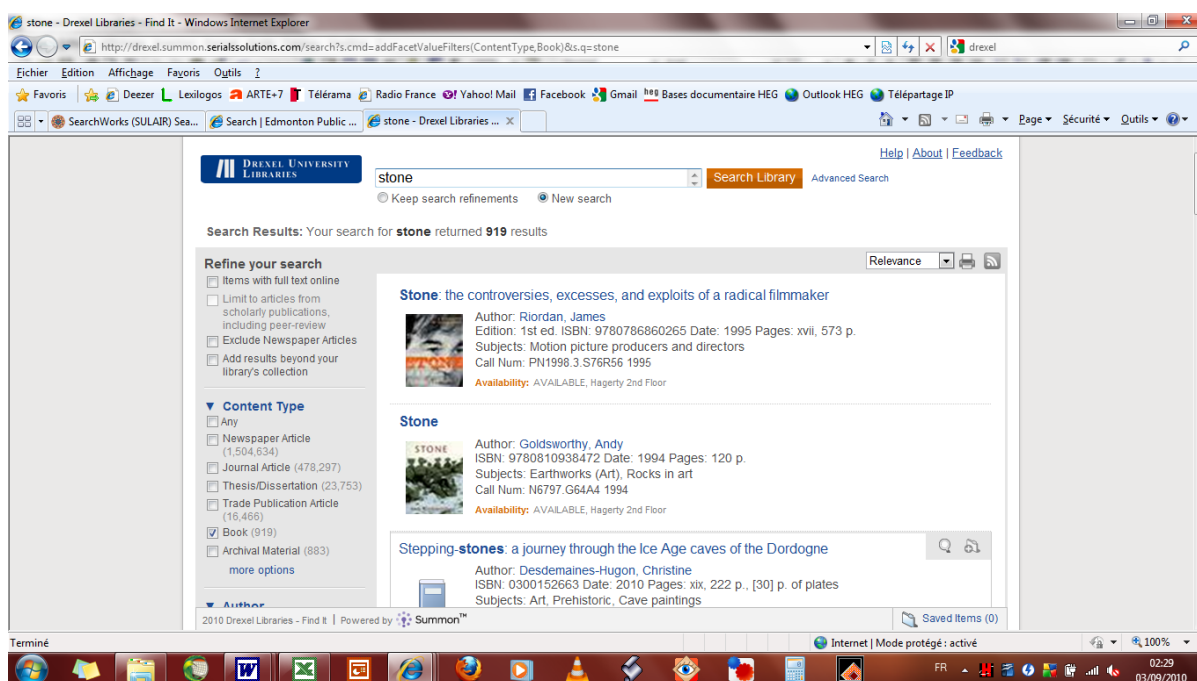 stone - Drexel Libraries - Find It - Windows Internet Explorer
http://drexel.summon.serialssolutions.com/search?s.cmd=addFacetValueFilters(ContentType,Book)&s.q=stone
drexel
Fichier Edition Affichage Favoris Outils ?
Favoris Deezer Lexilogos ARTE+7 Télérama Radio France Yahoo! Mail Facebook Gmail heg Bases documentaire HEG Outlook HEG Télépartage IP
SearchWorks (SULAIR) Sea... Search | Edmonton Public ... stone - Drexel Libraries ... Page Sécurité Outils
Help | About | Feedback
DREXEL UNIVERSITY
LIBRARIES
stone
Search Library
Advanced Search
Keep search refinements New search
Search Results: Your search for stone returned 919 results
Relevance
Refine your search
Items with full text online
Limit to articles from
scholarly publications,
including peer-review
Exclude Newspaper Articles
Add results beyond your
library's collection
Content Type
Any
Newspaper Article
(1,504,634)
Journal Article (478,297)
Thesis/Dissertation (23,753)
Trade Publication Article
(16,466)
Book (919)
Archival Material (883)
more options
Author
Stone: the controversies, excesses, and exploits of a radical filmmaker
STONE
Author: Riordan, James
Edition: 1st ed. ISBN: 9780786860265 Date: 1995 Pages: xvii, 573 p.
Subjects: Motion picture producers and directors
Call Num: PN1998.3.S76R56 1995
Availability: AVAILABLE, Hagerty 2nd Floor
Stone
STONE
Author: Goldsworthy, Andy
ISBN: 9780810938472 Date: 1994 Pages: 120 p.
Subjects: Earthworks (Art), Rocks in art
Call Num: N6797.G64A4 1994
Availability: AVAILABLE, Hagerty 2nd Floor
Stepping-stones: a journey through the Ice Age caves of the Dordogne
Author: Desdemaines-Hugon, Christine
ISBN: 0300152663 Date: 2010 Pages: xix, 222 p., [30] p. of plates
Subjects: Art, Prehistoric, Cave paintings
2010 Drexel Libraries - Find It | Powered by Summon™
Saved Items (0)
Terminé
Internet | Mode protégé : activé
100%
FR
02:29
03/09/2010